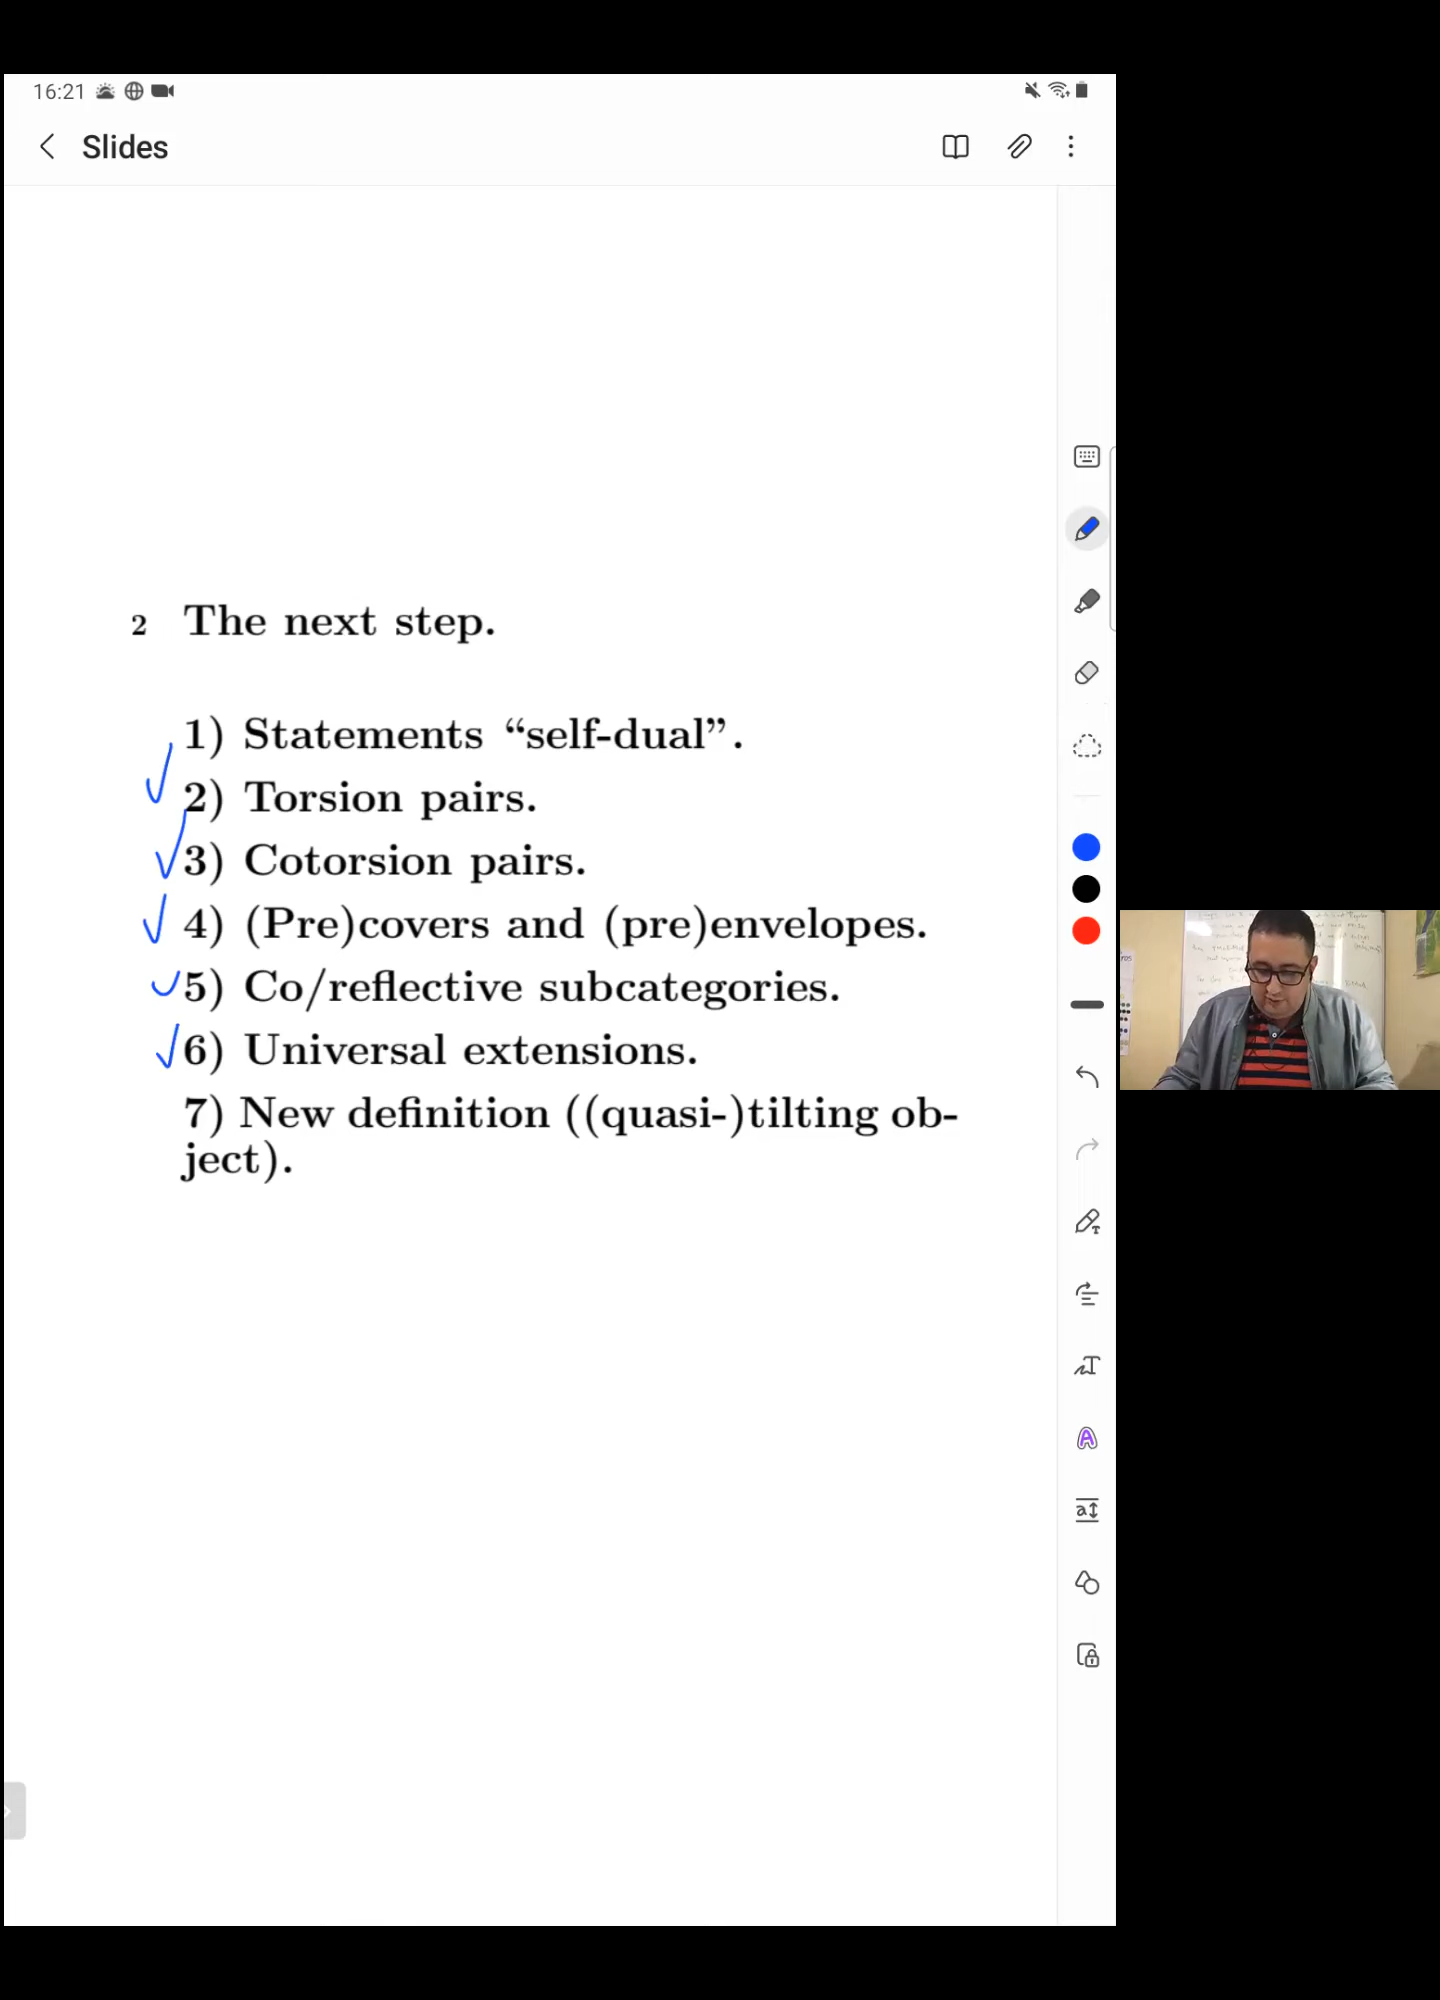 16:21
Slides
2 The next step.
1) Statements “self-dual”.
2) Torsion pairs.
3) Cotorsion pairs.
4) (Pre)covers and (pre)envelopes.
5) Co/reflective subcategories.
6) Universal extensions.
7) New definition ((quasi-)tilting ob-
ject).